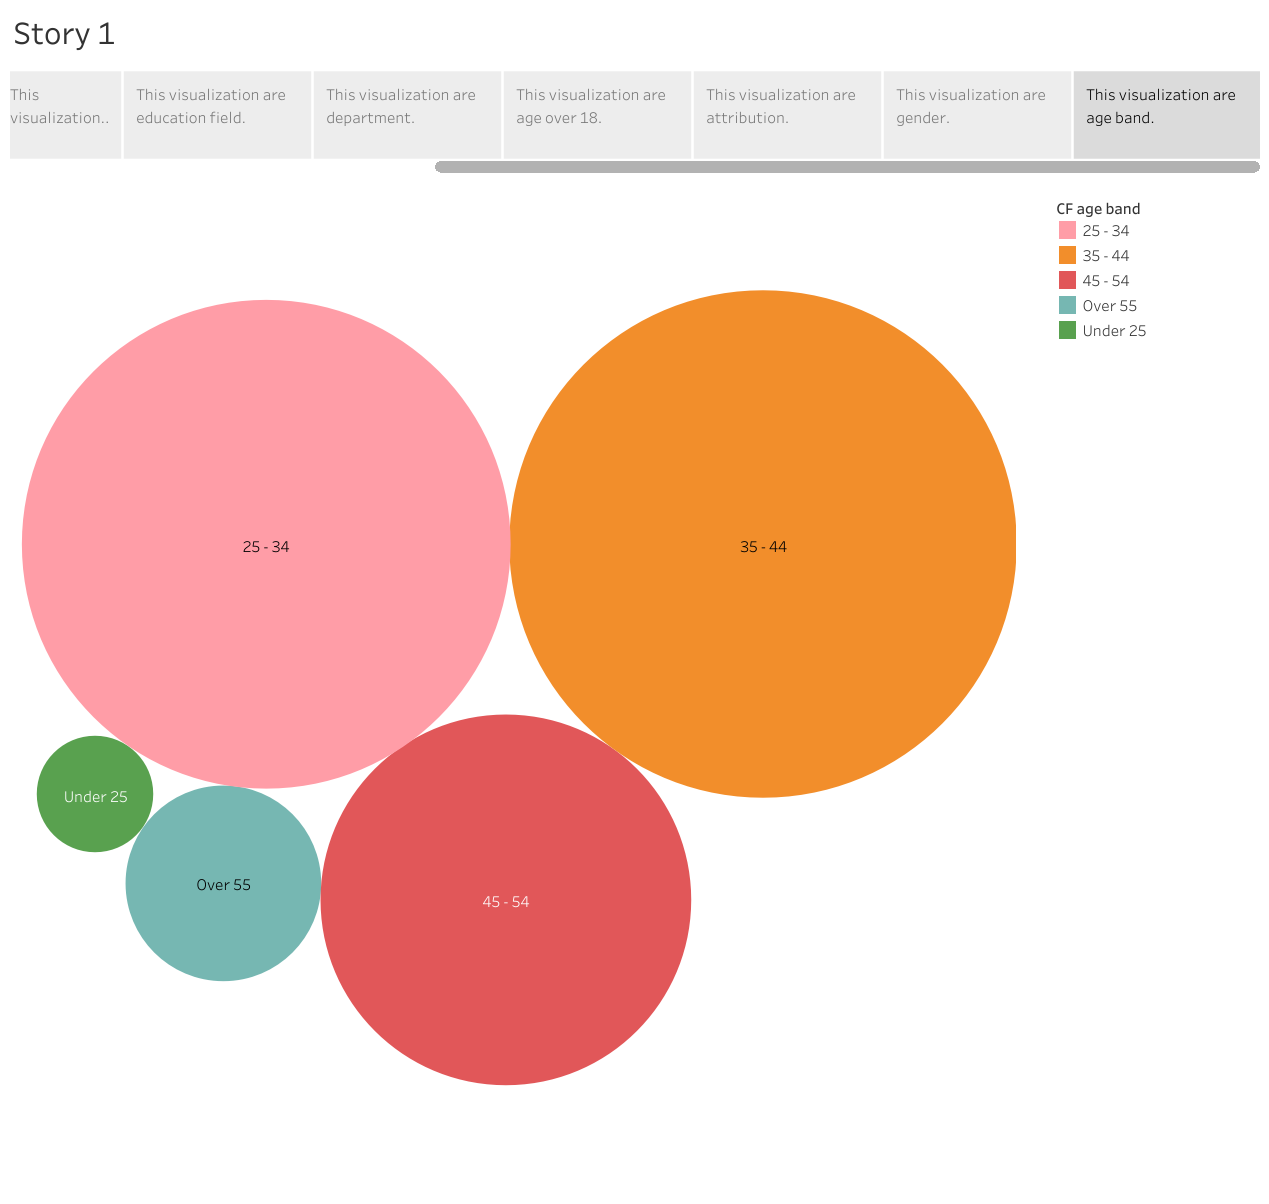 Story 1
This
visualization..
This visualization are
education field.
This visualization are
department.
This visualization are
age over 18.
This visualization are
attribution.
This visualization are
gender.
This visualization are
age band.
CF age band
25 - 34
35 - 44
45 - 54
Over 55
Under 25
25 - 34
35 - 44
Under 25
Over 55
45 - 54